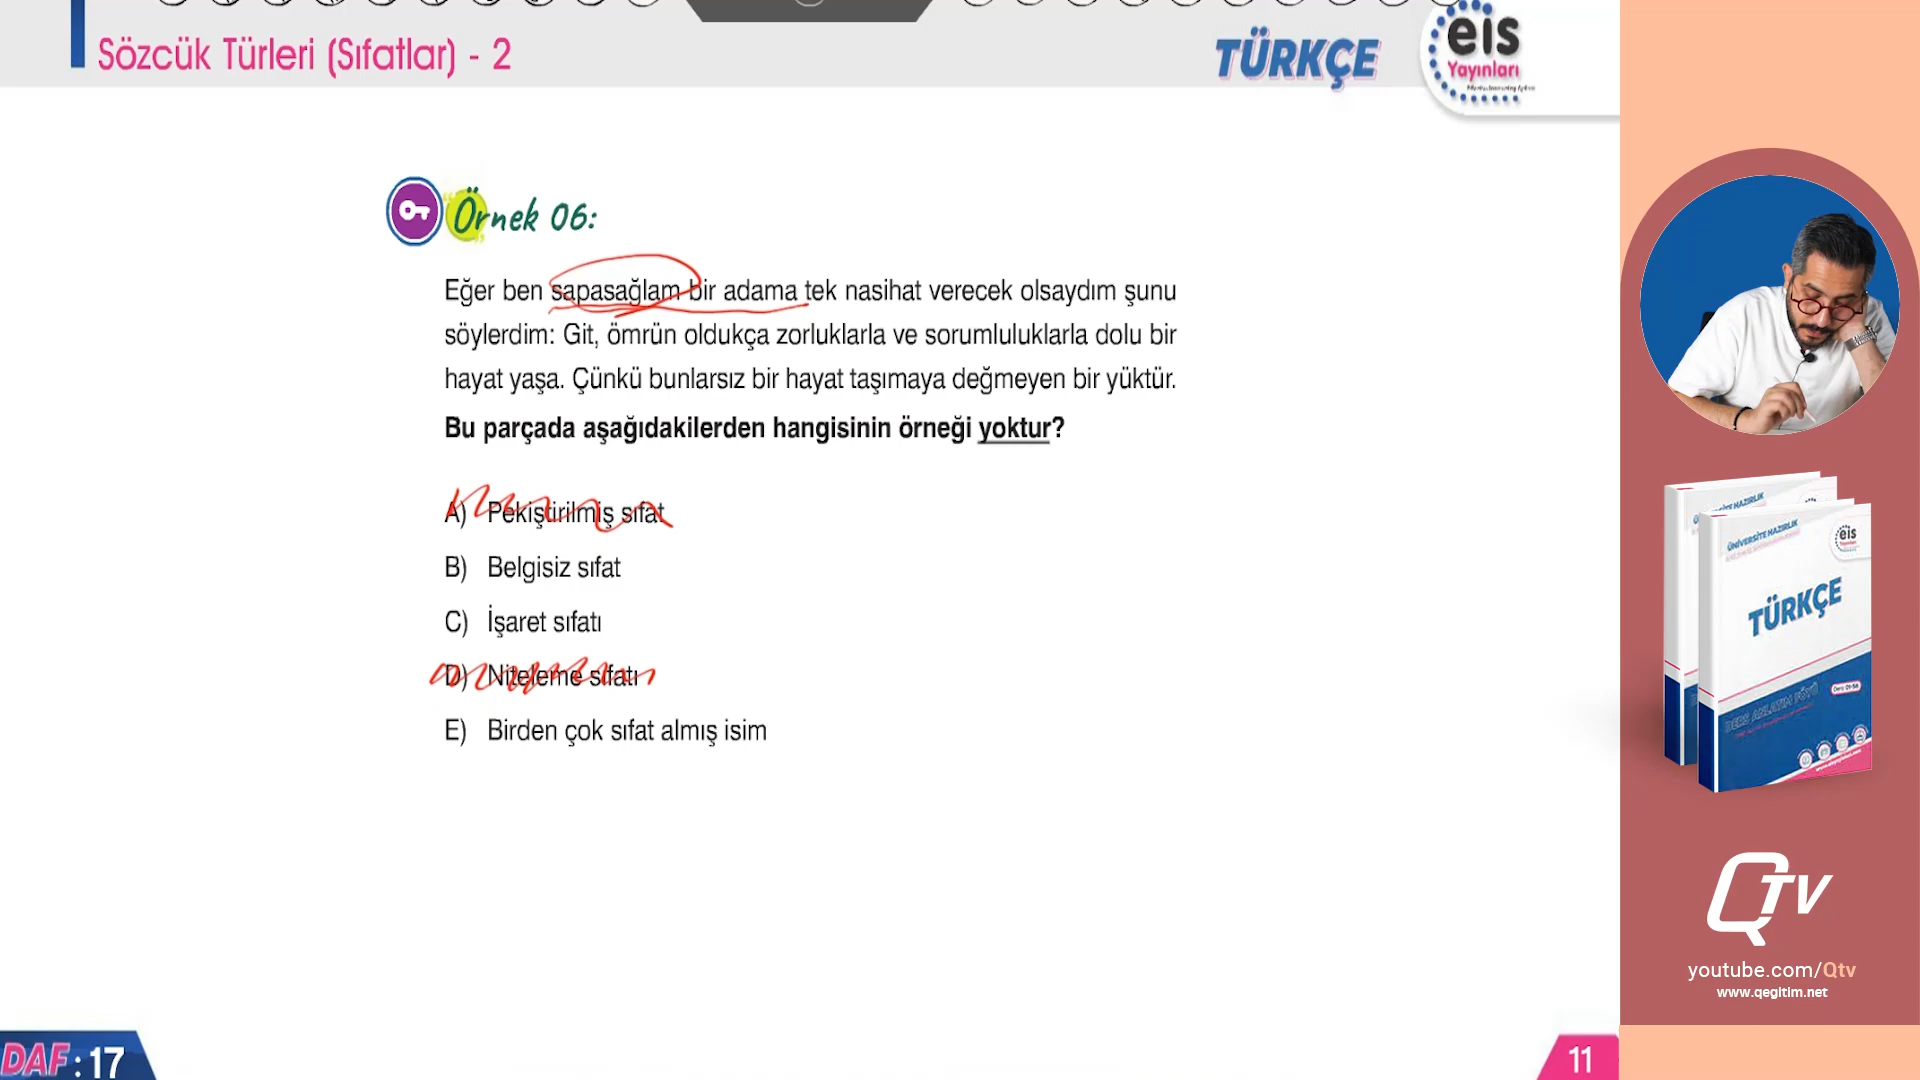 Sözcük Türleri (Sıfatlar) - 2
TÜRKÇE
eis
Yayınları
Örnek 06:
Eğer ben sapasağlam bir adama tek nasihat verecek olsaydım şunu
söylerdim: Git, ömrün oldukça zorluklarla ve sorumluluklarla dolu bir
hayat yaşa. Çünkü bunlarsız bir hayat taşımaya değmeyen bir yüktür.
Bu parçada aşağıdakilerden hangisinin örneği yoktur?
A) Pekiştirilmiş sıfat
B) Belgisiz sıfat
C) İşaret sıfatı
D) Niteleme sıfatı
E) Birden çok sıfat almış isim
ÜNİVERSİTE HAZIRLIK
eis
TÜRKÇE
DERS ANLATIM FÖYÜ
QTV
youtube.com/Qtv
www.qegitim.net
DAF : 17
11